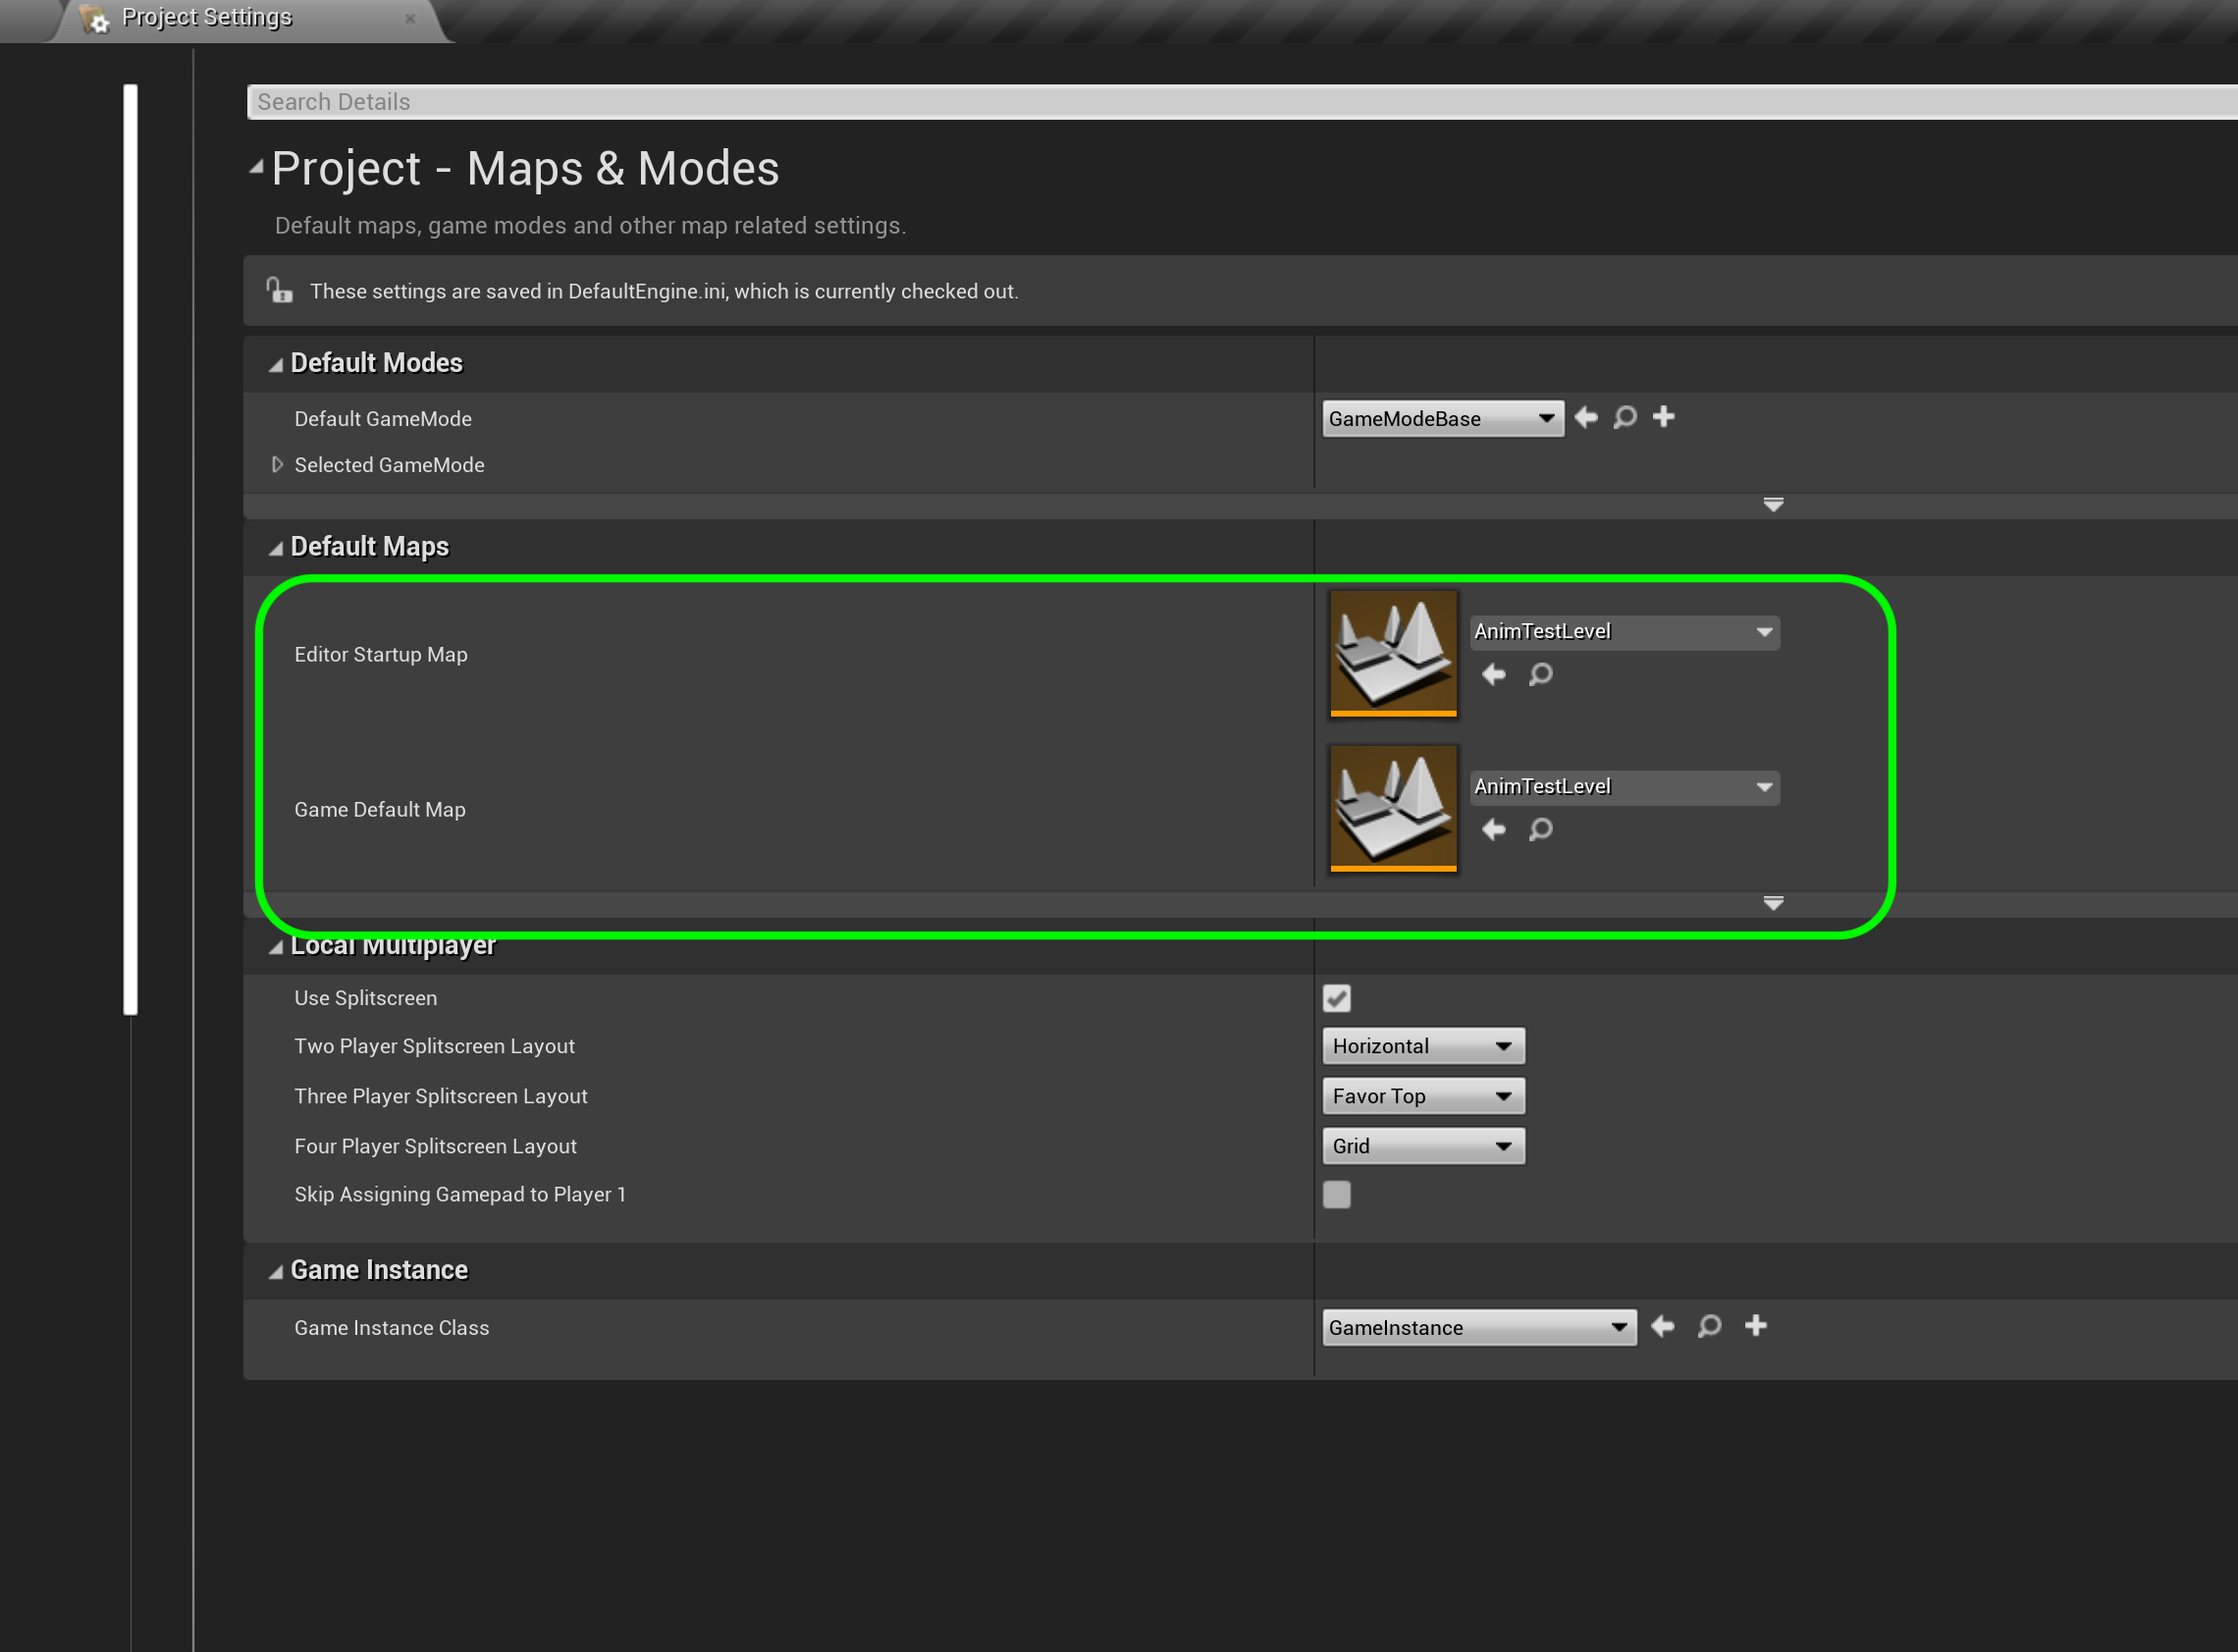 Project Settings
Search Details
Project - Maps & Modes
Default maps, game modes and other map related settings.
These settings are saved in DefaultEngine.ini, which is currently checked out.
Default Modes
Default GameMode GameModeBase
Selected GameMode
Default Maps
Editor Startup Map AnimTestLevel
Game Default Map AnimTestLevel
Local Multiplayer
Use Splitscreen
Two Player Splitscreen Layout Horizontal
Three Player Splitscreen Layout Favor Top
Four Player Splitscreen Layout Grid
Skip Assigning Gamepad to Player 1
Game Instance
Game Instance Class GameInstance